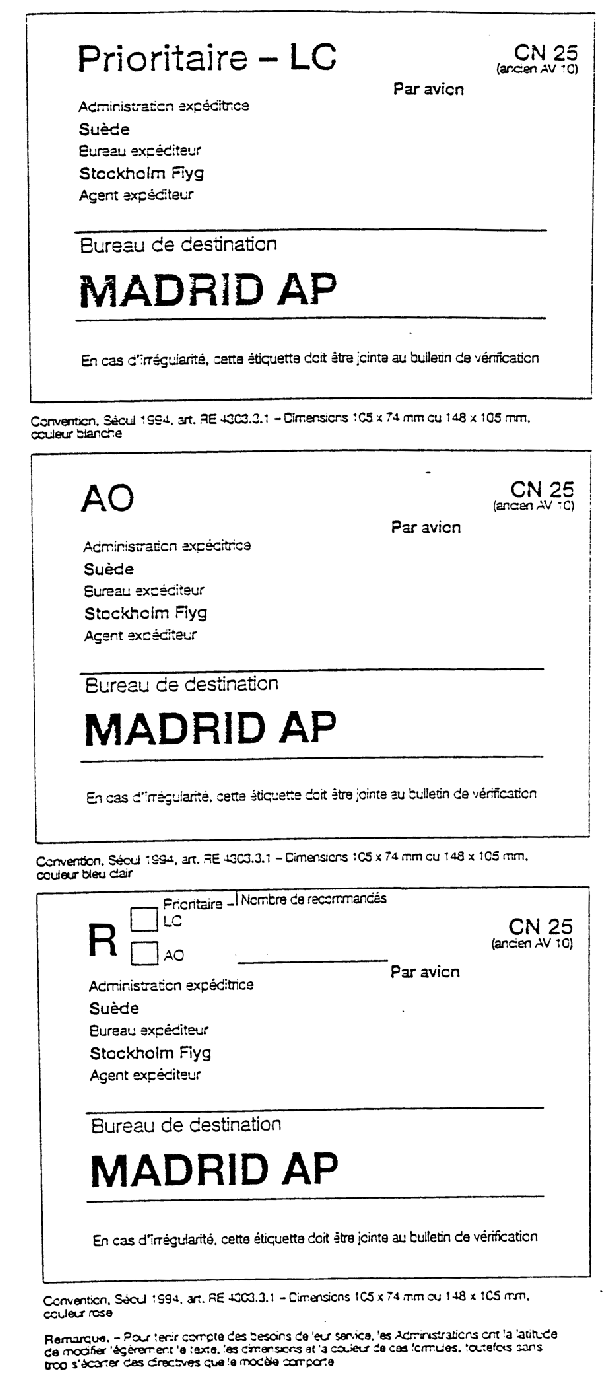 Prioritaire – LC
CN 25
(ancien AV 10)
Par avion
Administration expéditrice
Suède
Bureau expéditeur
Stockholm Flyg
Agent expéditeur
Bureau de destination
MADRID AP
En cas d'irrégularité, cette étiquette doit être jointe au bulletin de vérification
Convention, Séoul 1994, art. RE 4303.3.1 – Dimensions 105 x 74 mm ou 148 x 105 mm,
couleur blanche
AO
CN 25
(ancien AV 10)
Par avion
Administration expéditrice
Suède
Bureau expéditeur
Stockholm Flyg
Agent expéditeur
Bureau de destination
MADRID AP
En cas d'irrégularité, cette étiquette doit être jointe au bulletin de vérification
Convention, Séoul 1994, art. RE 4303.3.1 – Dimensions 105 x 74 mm ou 148 x 105 mm,
couleur bleu clair
R
Prioritaire –
LC
AO
Nombre de recommandés
CN 25
(ancien AV 10)
Par avion
Administration expéditrice
Suède
Bureau expéditeur
Stockholm Flyg
Agent expéditeur
Bureau de destination
MADRID AP
En cas d'irrégularité, cette étiquette doit être jointe au bulletin de vérification
Convention, Séoul 1994, art. RE 4303.3.1 – Dimensions 105 x 74 mm ou 148 x 105 mm,
couleur rose
Remarque. – Pour tenir compte des besoins de leur service, les Administrations ont la latitude
de modifier légèrement le texte, les dimensions et la couleur de ces formules, toutefois sans
trop s'écarter des directives que le modèle comporte